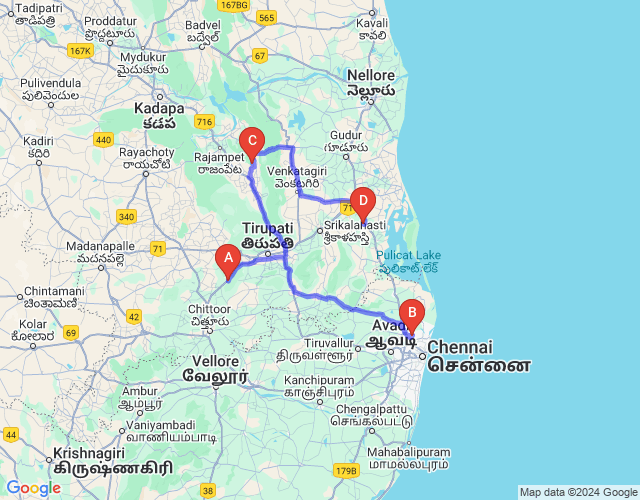 167BG
565
Tadipatri
తాడిపత్రి
Proddatur
ప్రొద్దటూరు
Badvel
బద్వేల్
Kavali
కావలి
167K
Mydukur
మైదుకూరు
Pulivendula
పులివెందుల
Nellore
నెల్లూరు
Kadapa
కడప
716
Gudur
గూడూరు
Kadiri
కదిరి
440
Rayachoty
రాయచోటి
Rajampet
రాజంపేట
C
Venkatagiri
వెంకటగిరి
D
340
71
Tirupati
తిరుపతి
Srikalahasti
శ్రీకాళహస్తి
Madanapalle
మదనపల్లె
71
A
Pulicat Lake
పులికాట్ లేక్
Chintamani
ಚಿಂತಾಮಣಿ
Chittoor
చిత్తూరు
B
42
Kolar
ಕೋಲಾರ
69
Avadi
ஆவடி
Tiruvallur
திருவள்ளூர்
Chennai
சென்னை
Vellore
வேலூர்
Kanchipuram
காஞ்சிபுரம்
Ambur
ஆம்பூர்
Chengalpattu
செங்கல்பட்டு
Vaniyambadi
வாணியம்பாடி
44
Krishnagiri
கிருஷ்ணகிரி
Mahabalipuram
மாமல்லபுரம்
179B
38
Google
Map data ©2024 Google